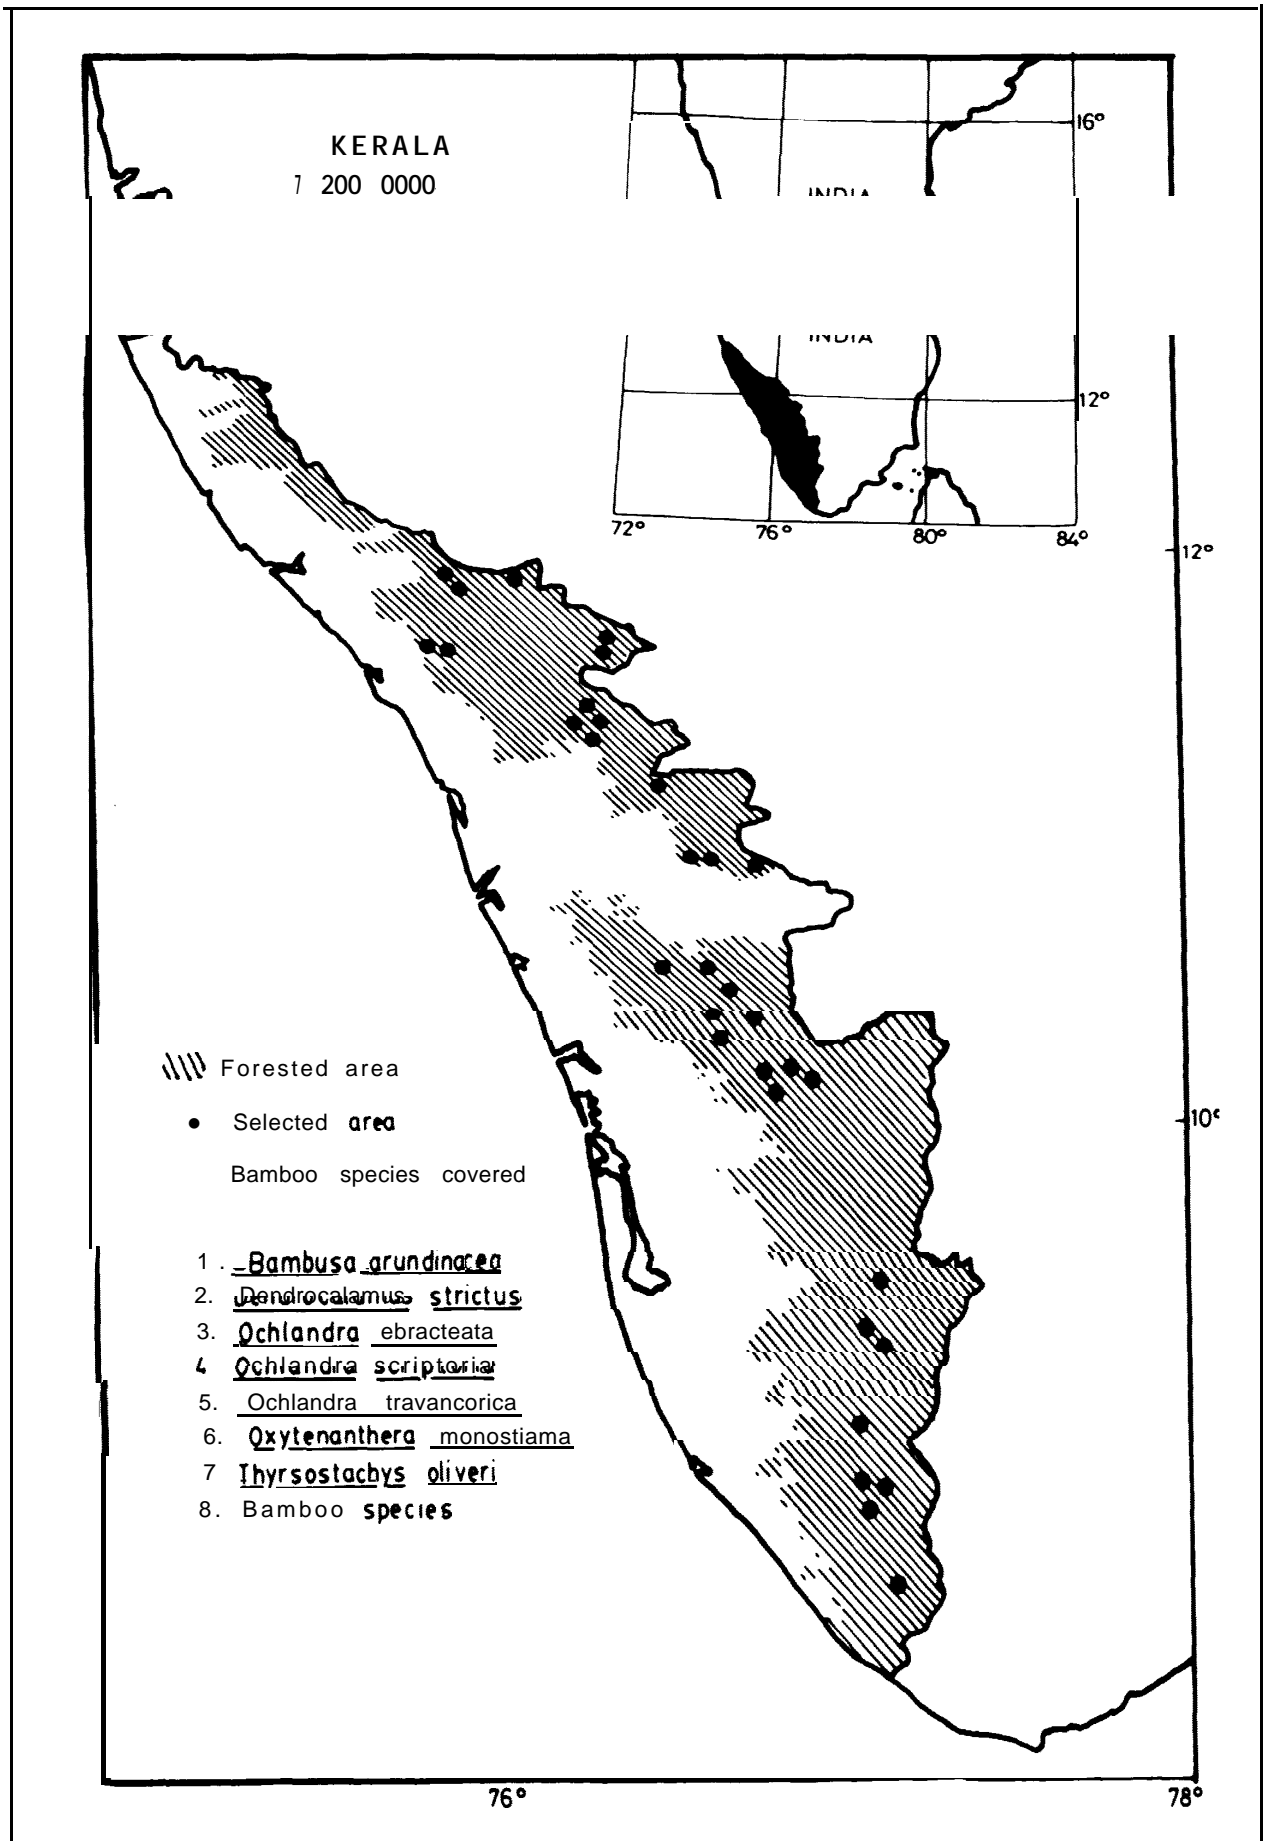 KERALA
1 200 0000
16°
INDIA
INDIA
12°
72° 76° 80° 84°
12°
10°
Forested area
Selected area
Bamboo species covered
1. Bambusa arundinacea
2. Dendrocalamus strictus
3. Ochlandra ebracteata
4 Ochlandra scriptoria
5. Ochlandra travancorica
6. Oxytenanthera monostiama
7 Thyrsostachys oliveri
8. Bamboo species
76° 78°